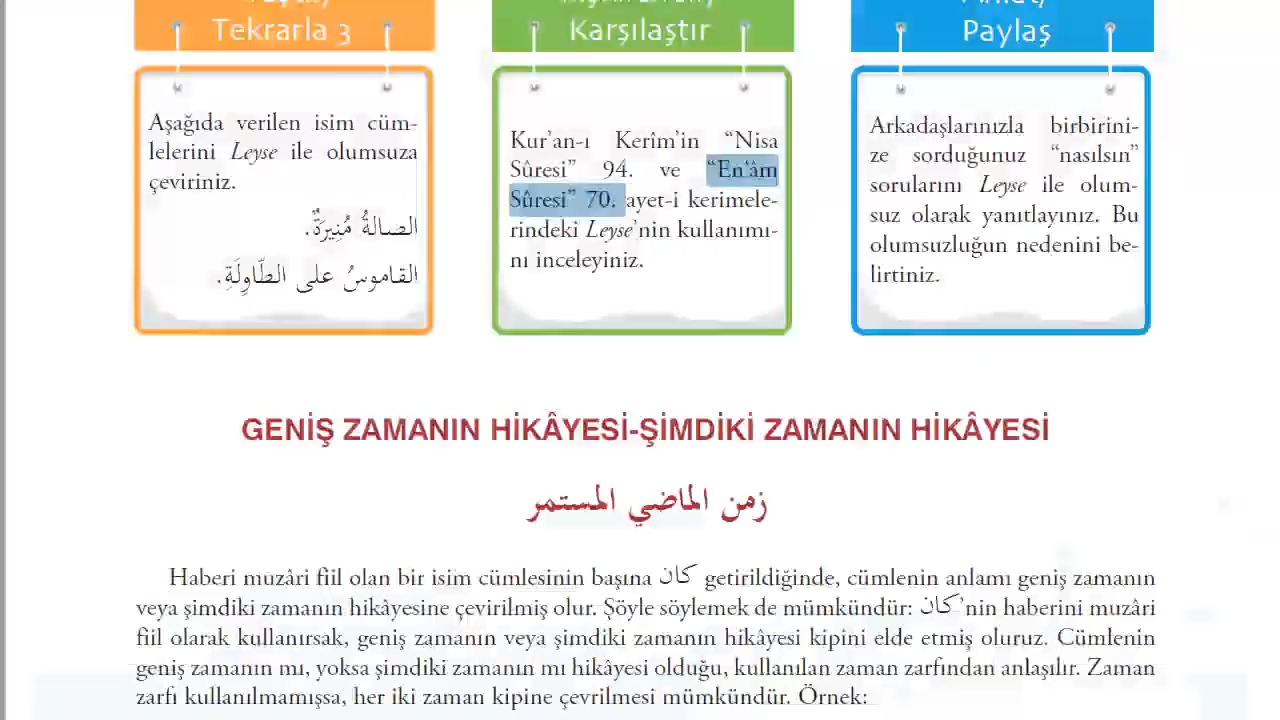 Tekrarla 3
Aşağıda verilen isim cüm-
lelerini Leyse ile olumsuza
çeviriniz.
الصالةُ مُنِيرَةٌ.
القاموسُ على الطَّاوِلَةِ.
Karşılaştır
Kur’an-ı Kerîm’in “Nisa
Sûresi” 94. ve “En‘âm
Sûresi” 70. ayet-i kerimele-
rindeki Leyse’nin kullanımı-
nı inceleyiniz.
Paylaş
Arkadaşlarınızla birbirini-
ze sorduğunuz “nasılsın”
sorularını Leyse ile olum-
suz olarak yanıtlayınız. Bu
olumsuzluğun nedenini be-
lirtiniz.
GENİŞ ZAMANIN HİKÂYESİ-ŞİMDİKİ ZAMANIN HİKÂYESİ
زمن الماضي المستمر
Haberi muzâri fiil olan bir isim cümlesinin başına كان getirildiğinde, cümlenin anlamı geniş zamanın
veya şimdiki zamanın hikâyesine çevirilmiş olur. Şöyle söylemek de mümkündür: كان’nin haberini muzâri
fiil olarak kullanırsak, geniş zamanın veya şimdiki zamanın hikâyesi kipini elde etmiş oluruz. Cümlenin
geniş zamanın mı, yoksa şimdiki zamanın mı hikâyesi olduğu, kullanılan zaman zarfından anlaşılır. Zaman
zarfı kullanılmamışsa, her iki zaman kipine çevrilmesi mümkündür. Örnek: